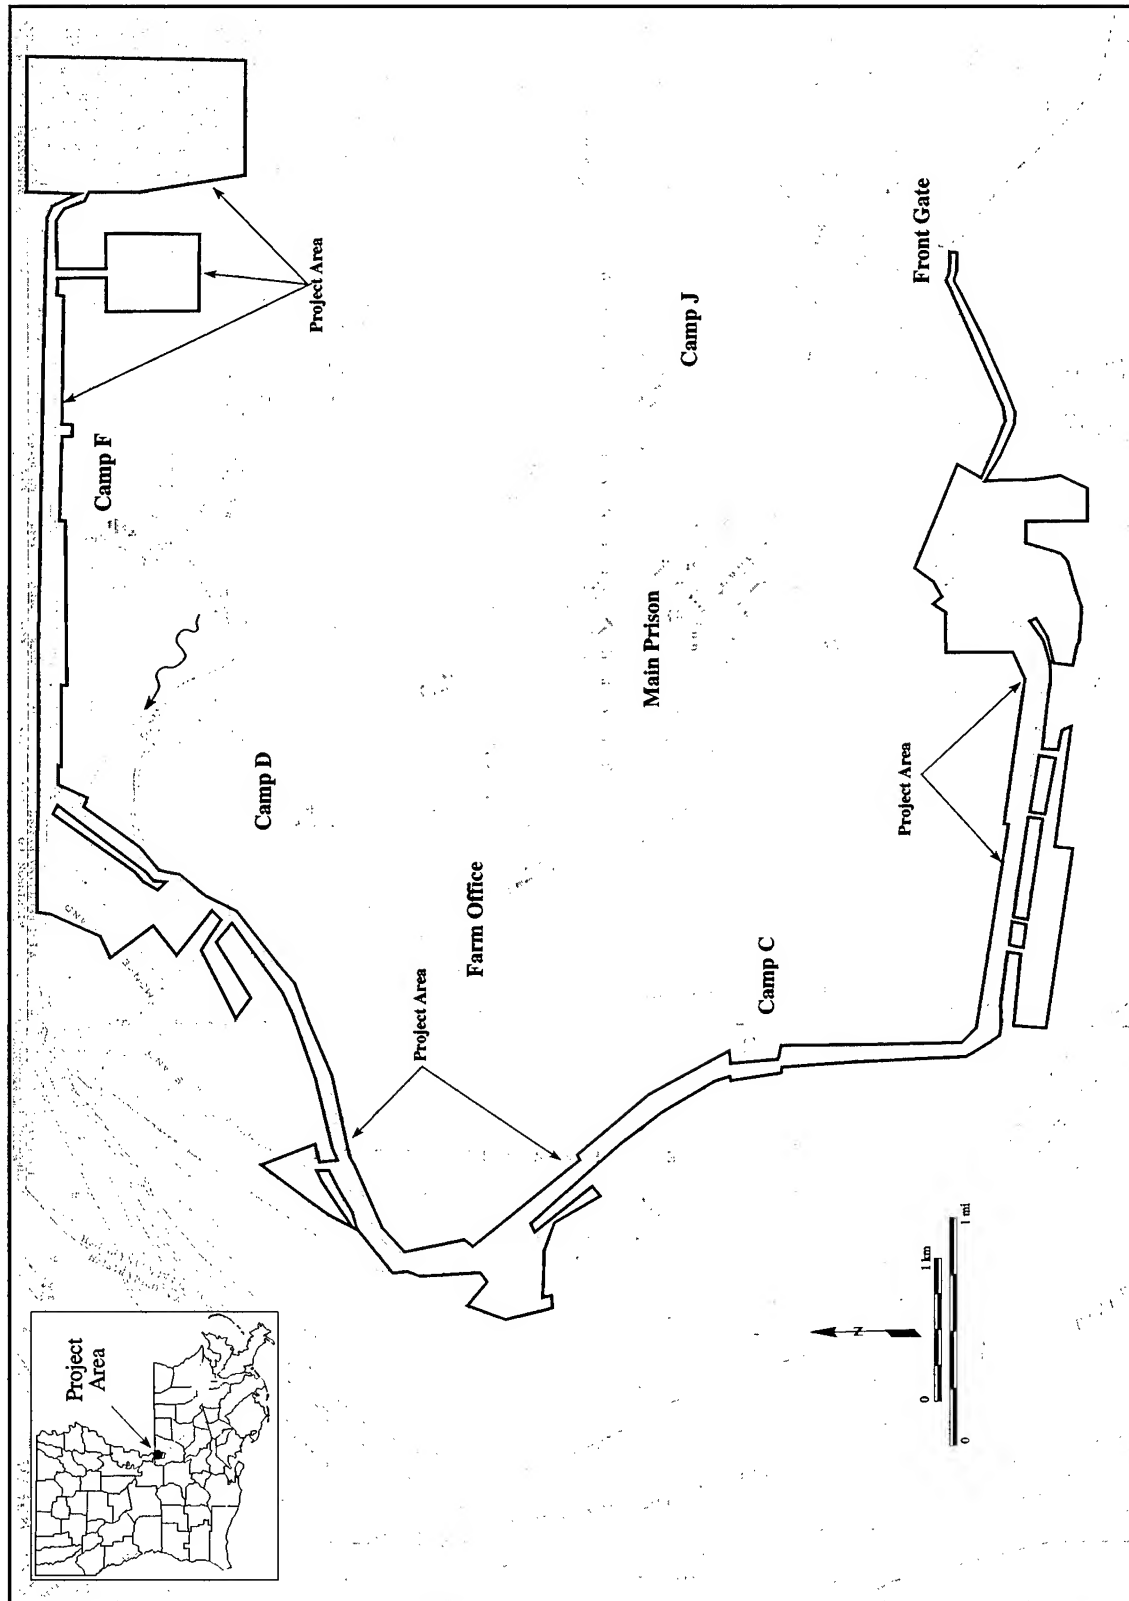 Project
Area
Camp F
Project Area
Camp D
Farm Office
Project Area
Main Prison
Camp J
Camp C
Project Area
Front Gate
N
0
1 km
0
1 mi